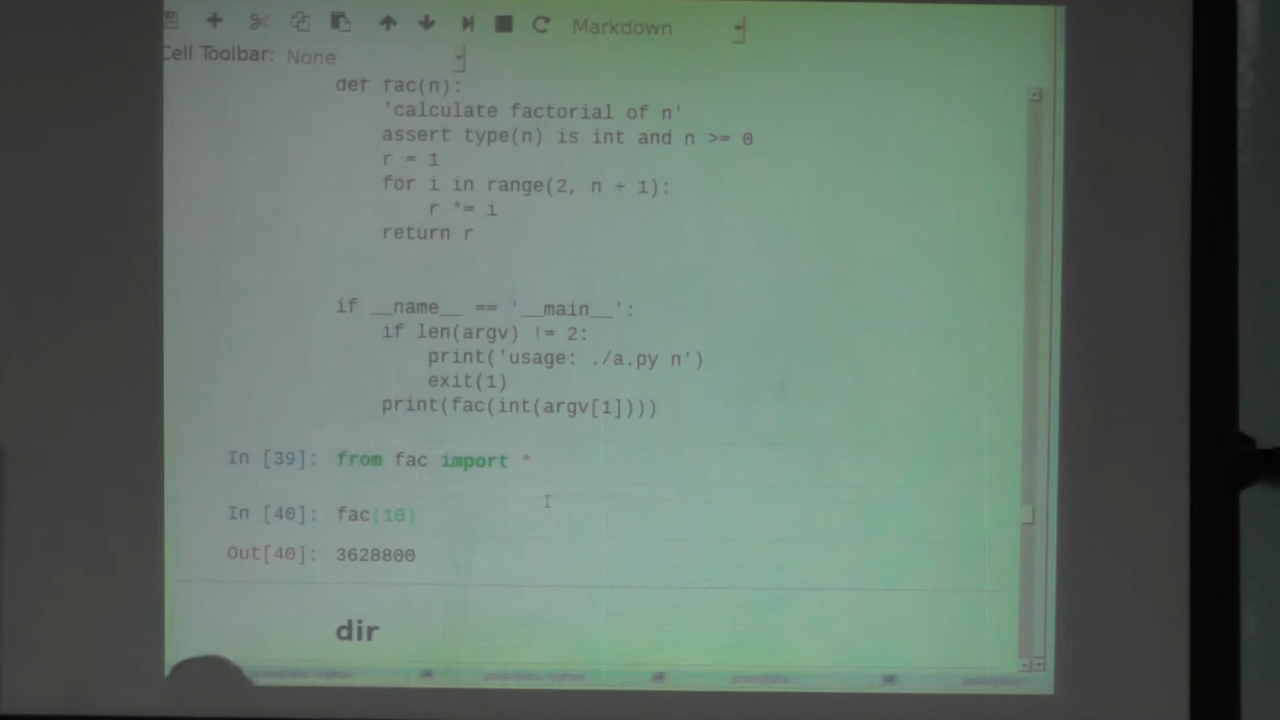 Markdown
Cell Toolbar: None
def fac(n):
'calculate factorial of n'
assert type(n) is int and n >= 0
r = 1
for i in range(2, n + 1):
r *= i
return r
if __name__ == '__main__':
if len(argv) != 2:
print('usage: ./a.py n')
exit(1)
print(fac(int(argv[1])))
In [39]: from fac import *
In [40]: fac(10)
Out[40]: 3628800
dir